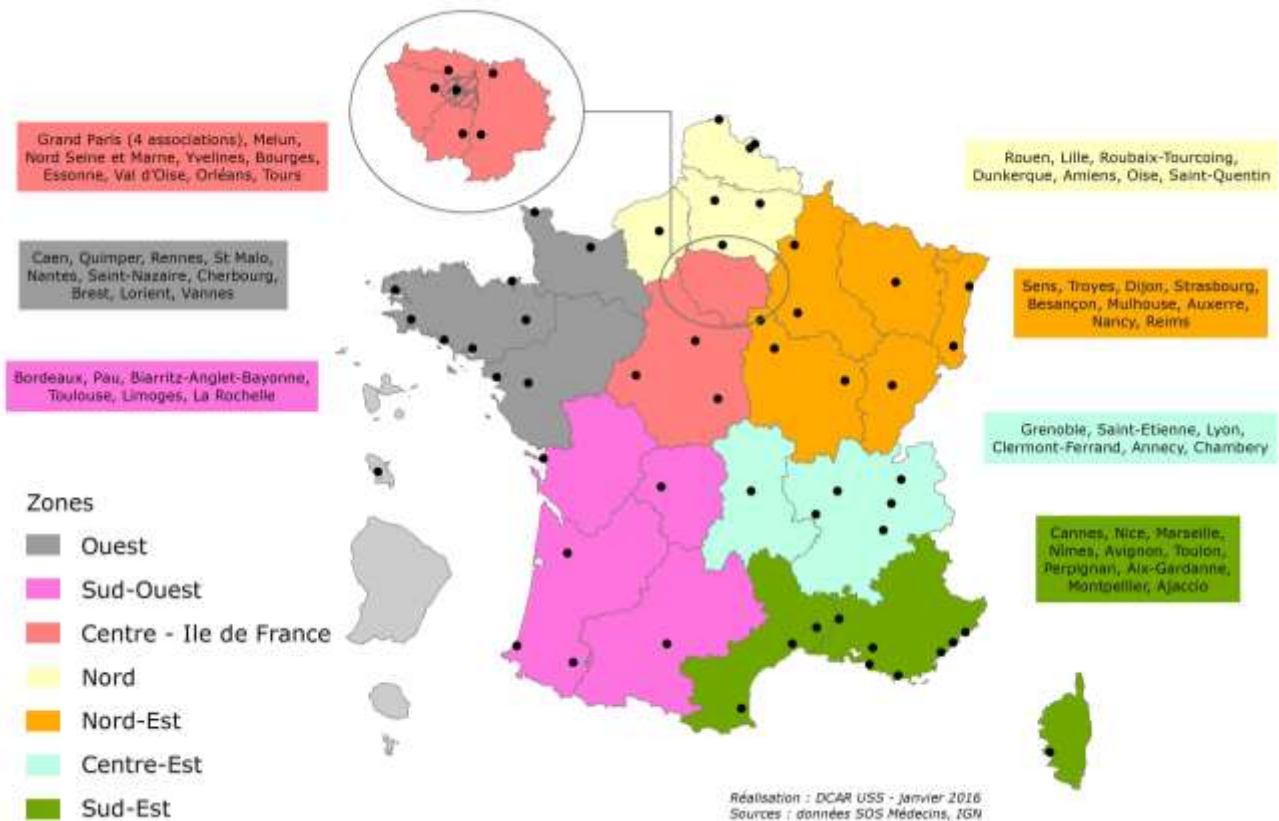 Grand Paris (4 associations), Melun,
Nord Seine et Marne, Yvelines, Bourges,
Essonne, Val d'Oise, Orléans, Tours
Rouen, Lille, Roubaix-Tourcoing,
Dunkerque, Amiens, Oise, Saint-Quentin
Caen, Quimper, Rennes, St Malo,
Nantes, Saint-Nazaire, Cherbourg,
Brest, Lorient, Vannes
Sens, Troyes, Dijon, Strasbourg,
Besançon, Mulhouse, Auxerre,
Nancy, Reims
Bordeaux, Pau, Biarritz-Anglet-Bayonne,
Toulouse, Limoges, La Rochelle
Grenoble, Saint-Etienne, Lyon,
Clermont-Ferrand, Annecy, Chambery
Cannes, Nice, Marseille,
Nîmes, Avignon, Toulon,
Perpignan, Aix-Gardanne,
Montpellier, Ajaccio
Zones
Ouest
Sud-Ouest
Centre - Ile de France
Nord
Nord-Est
Centre-Est
Sud-Est
Réalisation : DCAR USS - janvier 2016
Sources : données SOS Médecins, IGN